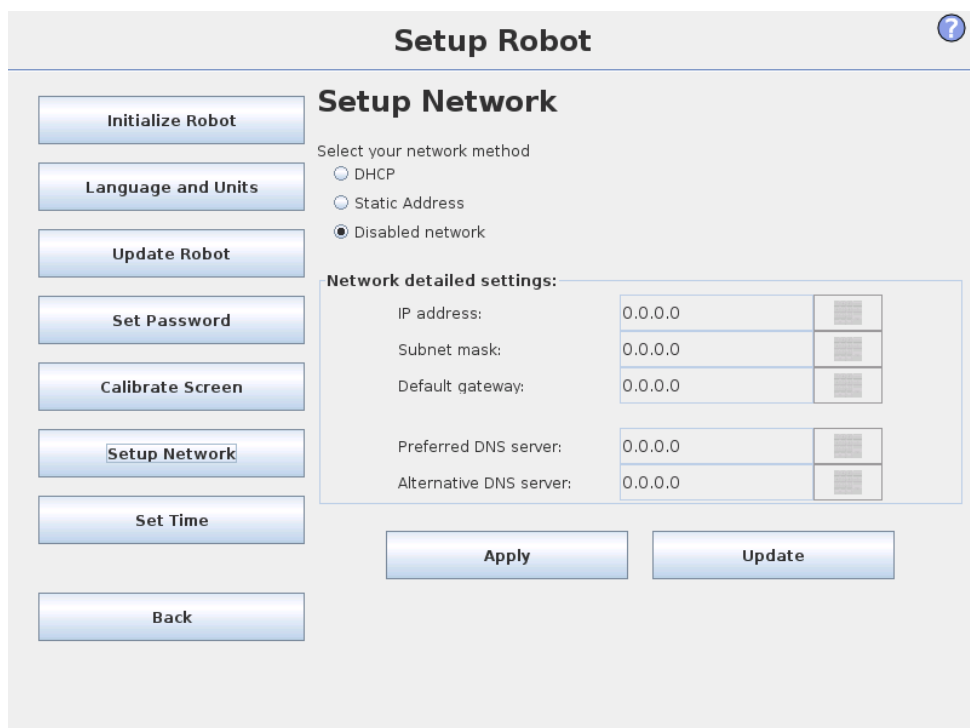 Setup Robot
?
Initialize Robot
Language and Units
Update Robot
Set Password
Calibrate Screen
Setup Network
Set Time
Back
Setup Network
Select your network method
DHCP
Static Address
Disabled network
Network detailed settings:
IP address: 0.0.0.0
Subnet mask: 0.0.0.0
Default gateway: 0.0.0.0
Preferred DNS server: 0.0.0.0
Alternative DNS server: 0.0.0.0
Apply Update